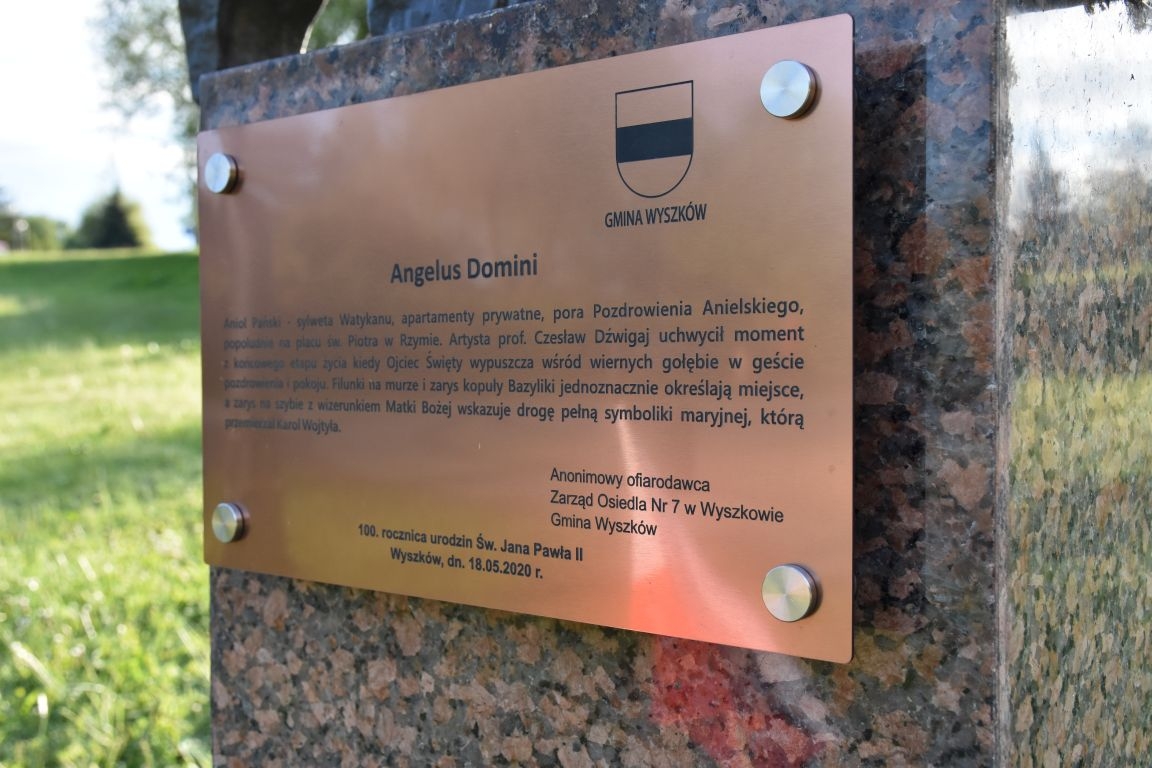 GMINA WYSZKÓW
Angelus Domini
Anioł Pański - sylweta Watykanu, apartamenty prywatne, pora Pozdrowienia Anielskiego,
popołudnie na placu św. Piotra w Rzymie. Artysta prof. Czesław Dźwigaj uchwycił moment
z końcowego etapu życia kiedy Ojciec Święty wypuszcza wśród wiernych gołębie w geście
pozdrowienia i pokoju. Filunki na murze i zarys kopuły Bazyliki jednoznacznie określają miejsce,
a zarys na szybie z wizerunkiem Matki Bożej wskazuje drogę pełną symboliki maryjnej, którą
przemierzał Karol Wojtyła.
Anonimowy ofiarodawca
Zarząd Osiedla Nr 7 w Wyszkowie
Gmina Wyszków
100. rocznica urodzin Św. Jana Pawła II
Wyszków, dn. 18.05.2020 r.